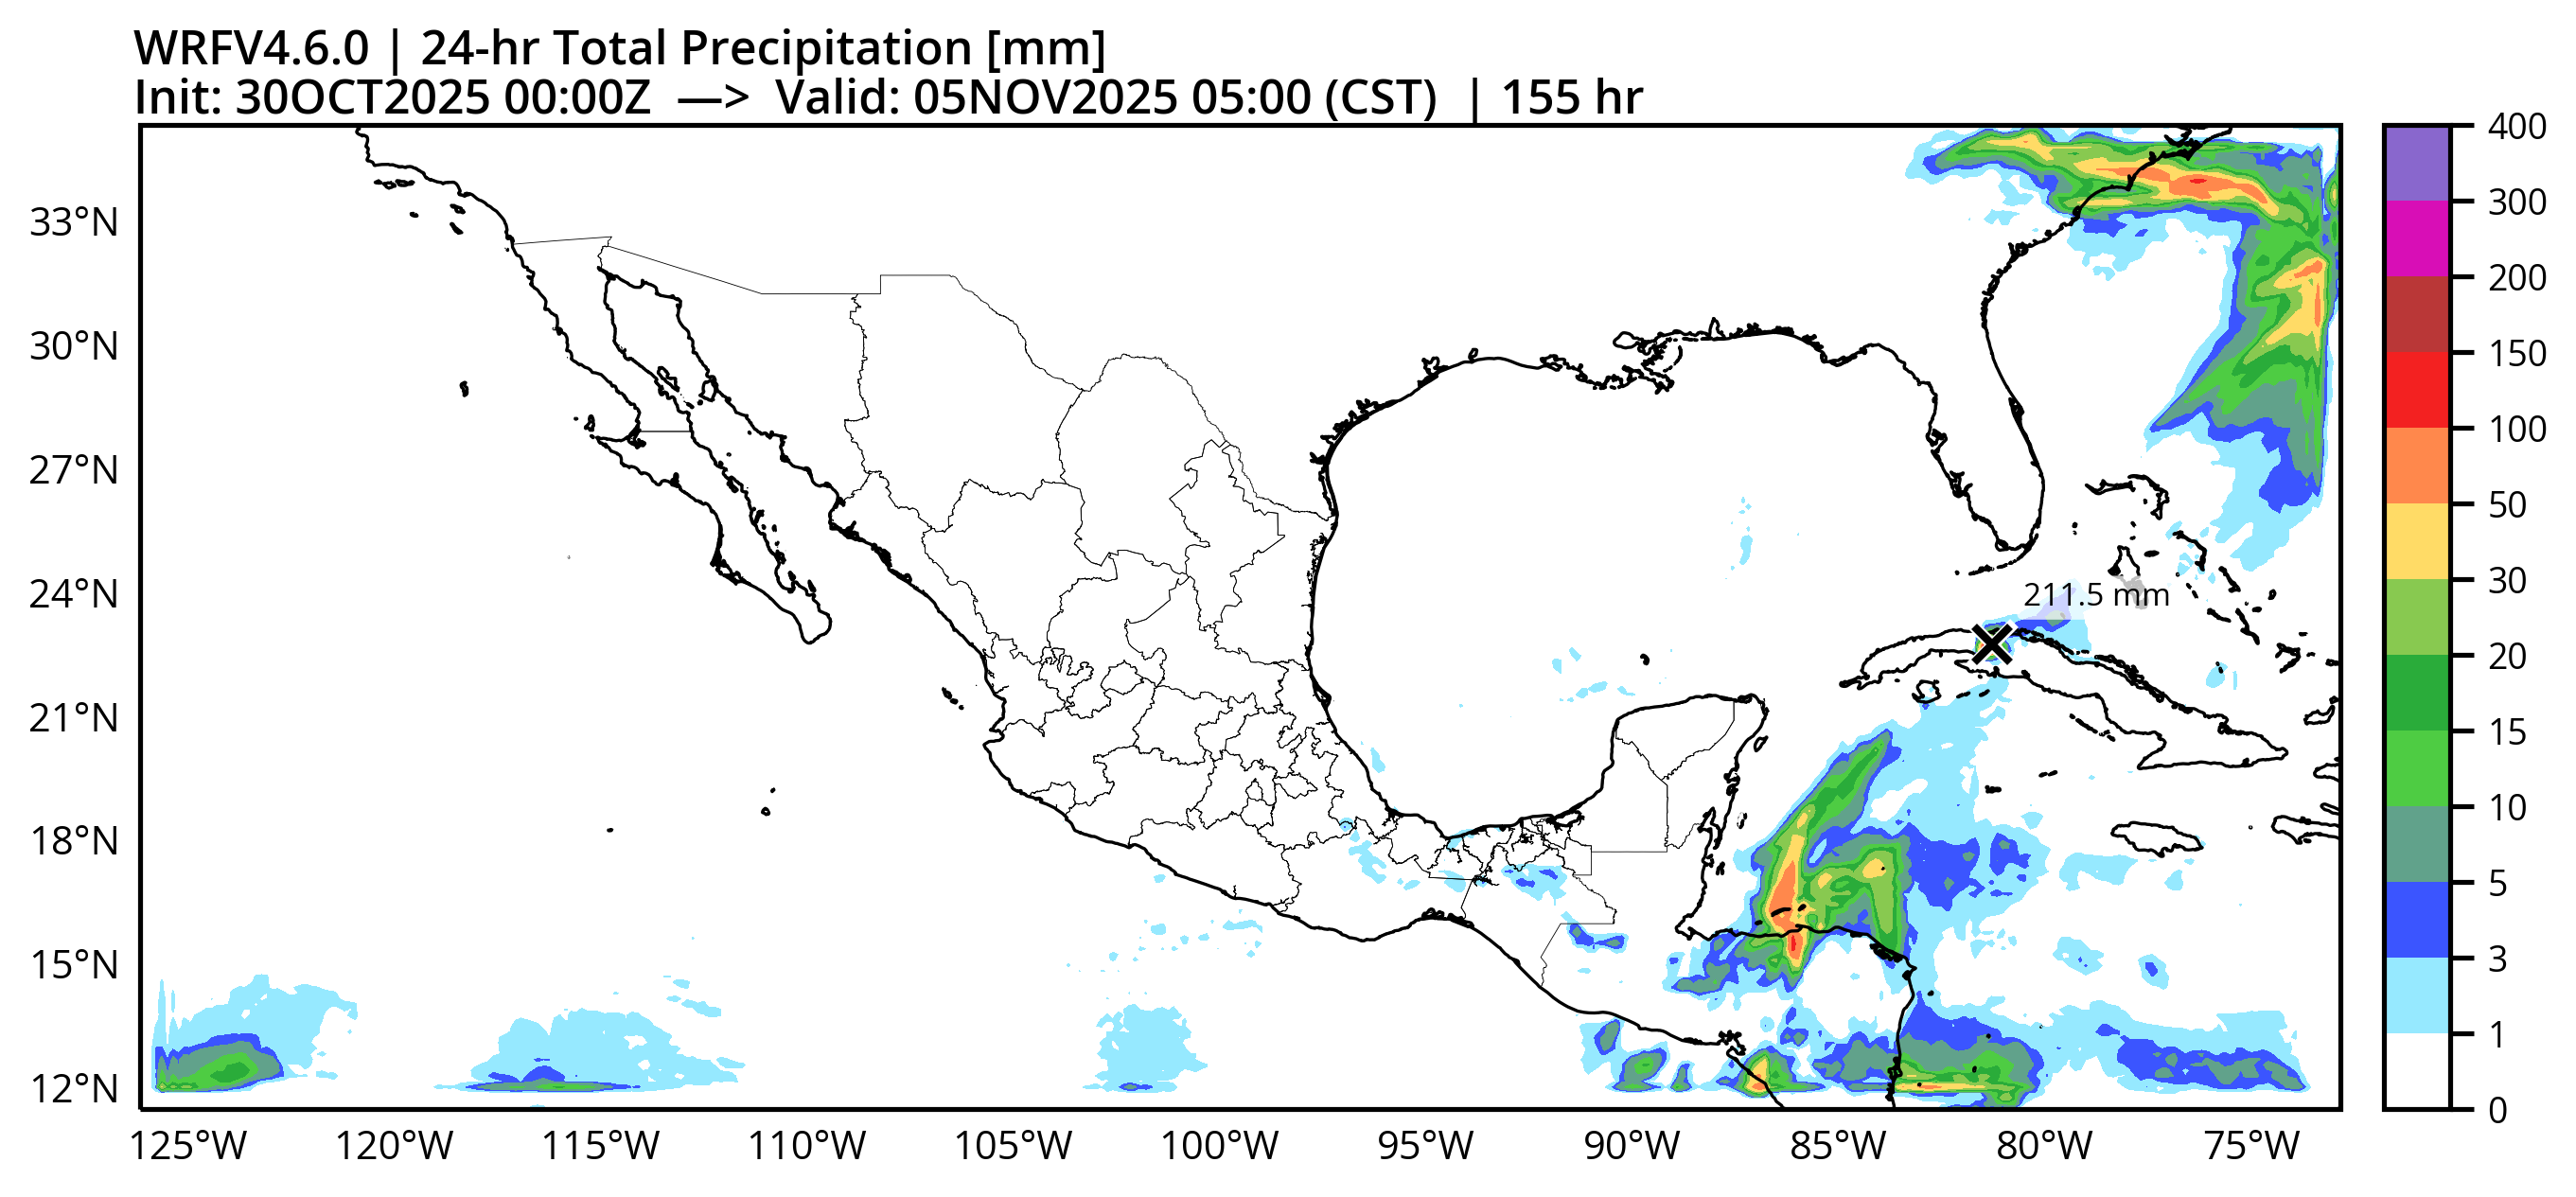 WRFV4.6.0 | 24-hr Total Precipitation [mm]
Init: 30OCT2025 00:00Z —> Valid: 05NOV2025 05:00 (CST) | 155 hr
33°N
30°N
27°N
24°N
21°N
18°N
15°N
12°N
211.5 mm
125°W 120°W 115°W 110°W 105°W 100°W 95°W 90°W 85°W 80°W 75°W
400
300
200
150
100
50
30
20
15
10
5
3
1
0